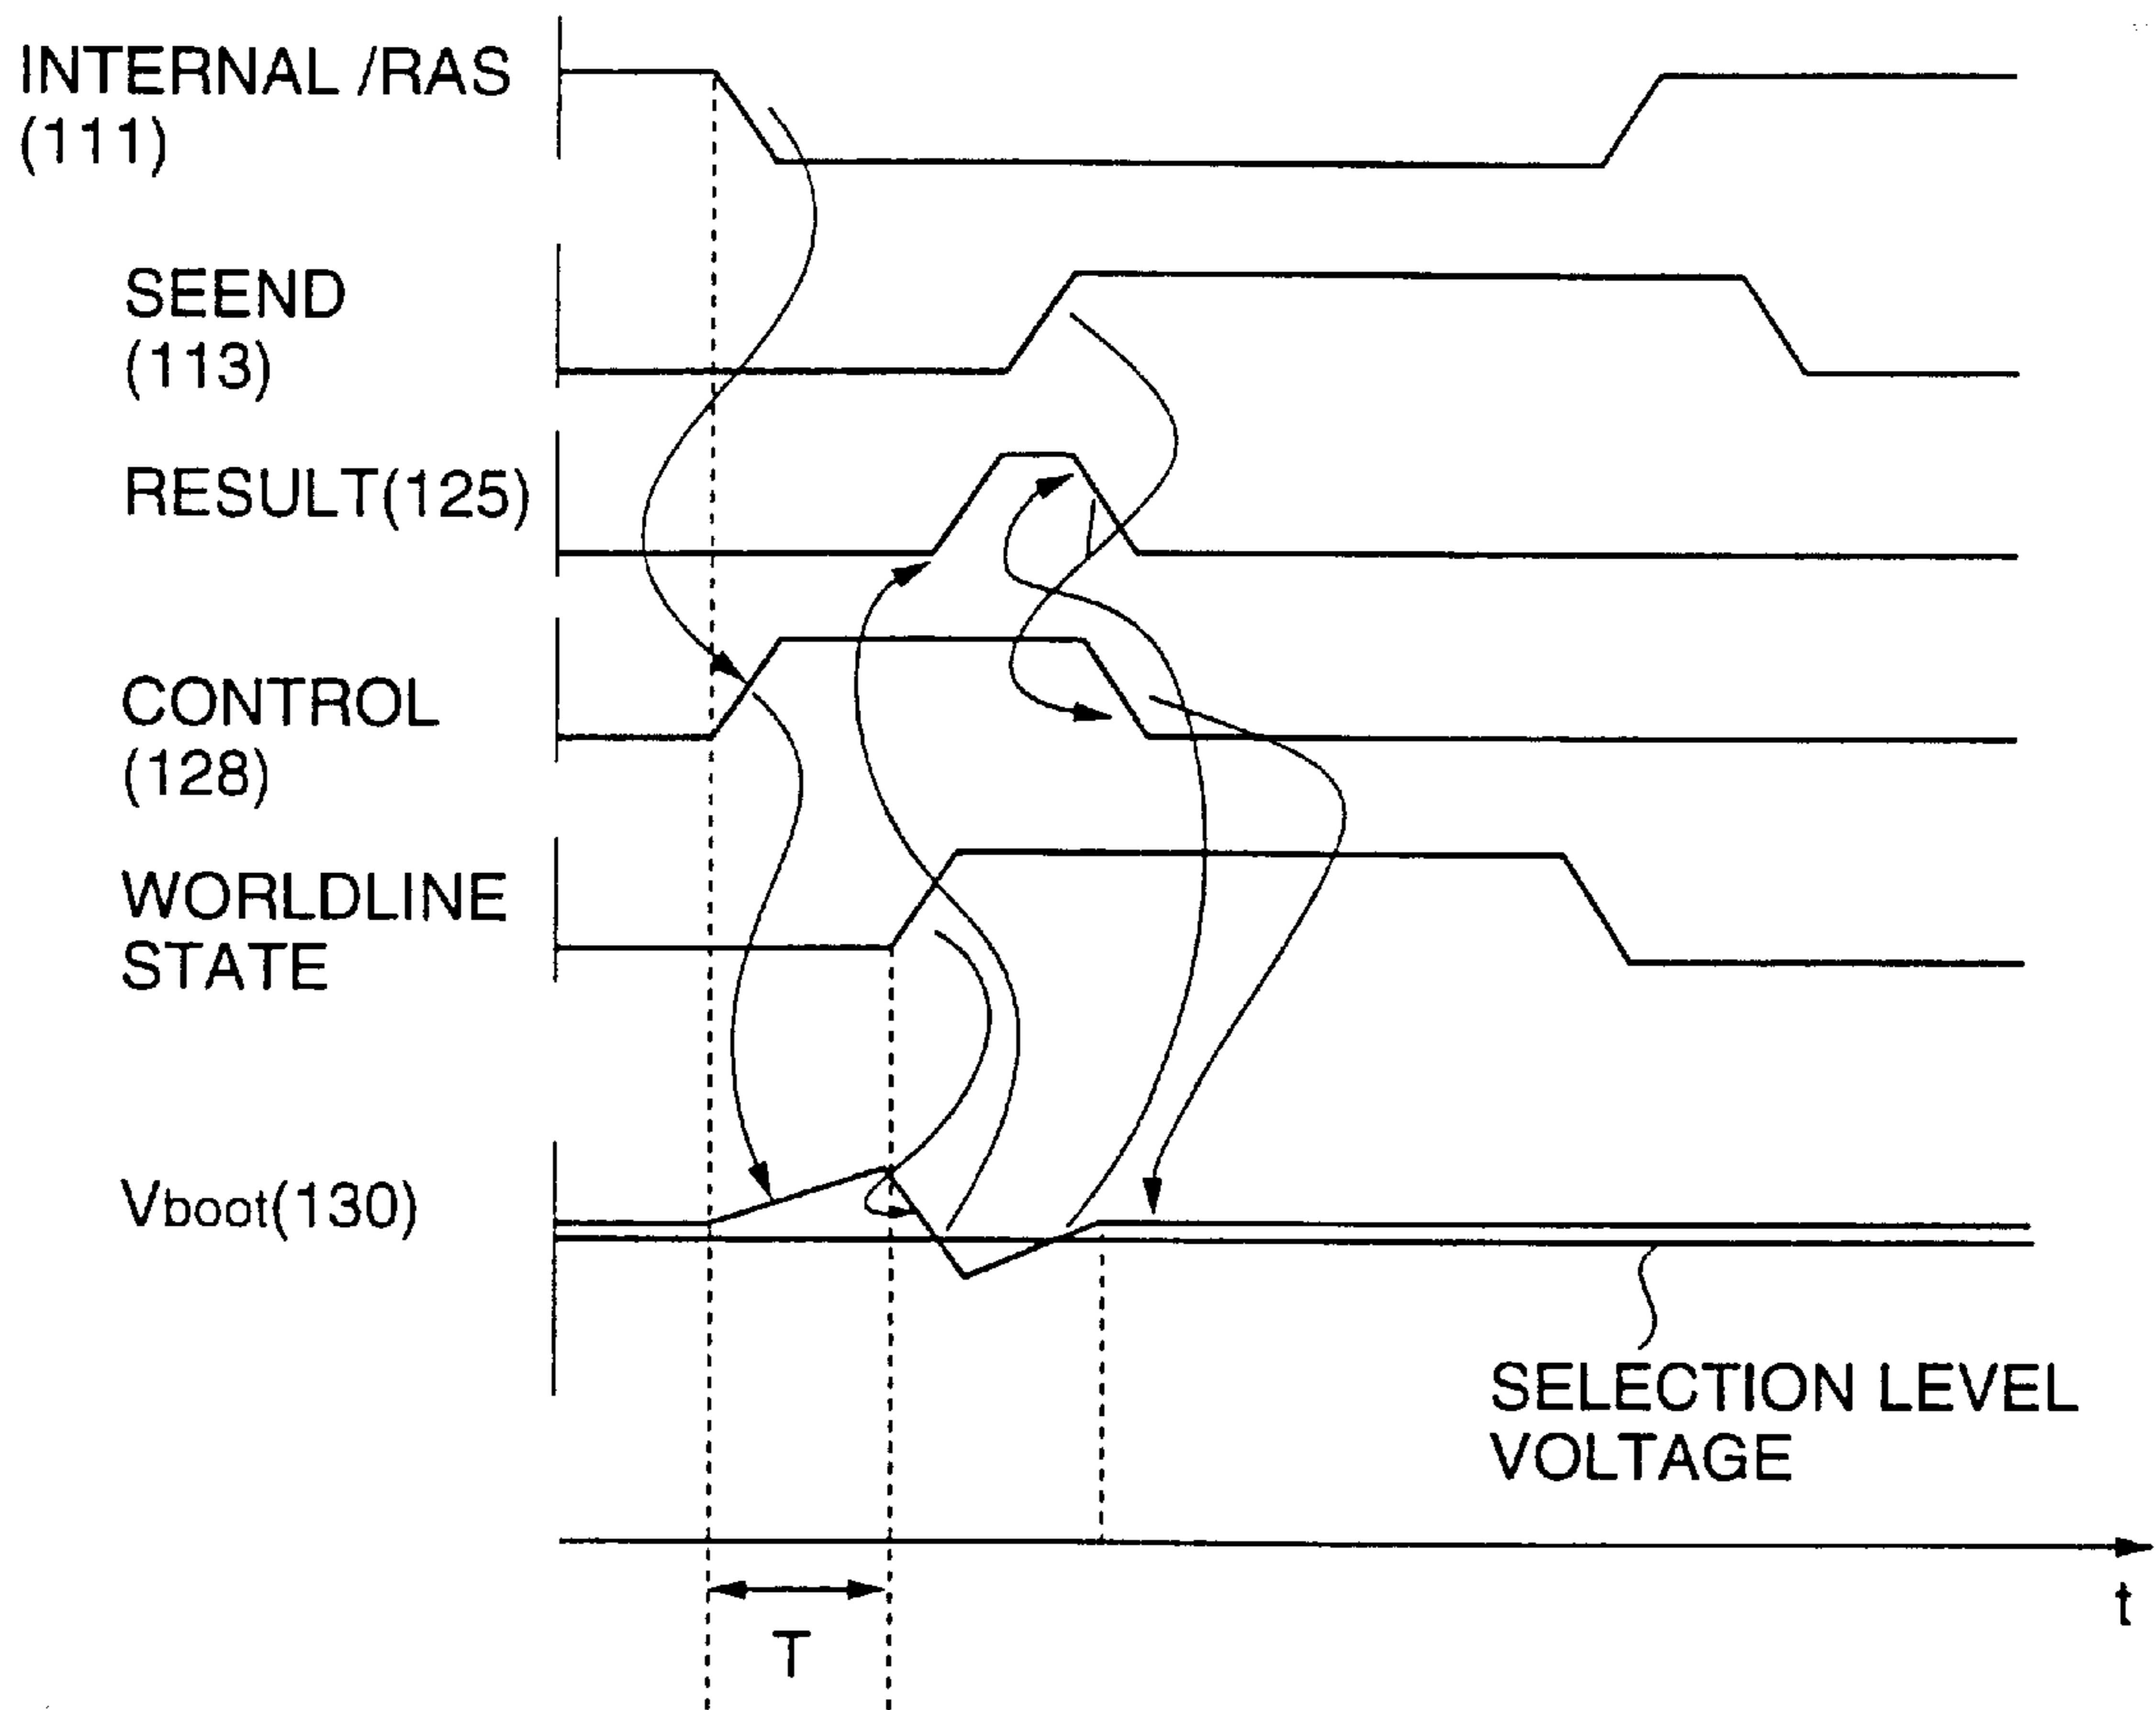 INTERNAL /RAS
(111)
SEEND
(113)
RESULT(125)
CONTROL
(128)
WORLDLINE
STATE
Vboot(130)
SELECTION LEVEL
VOLTAGE
t
T